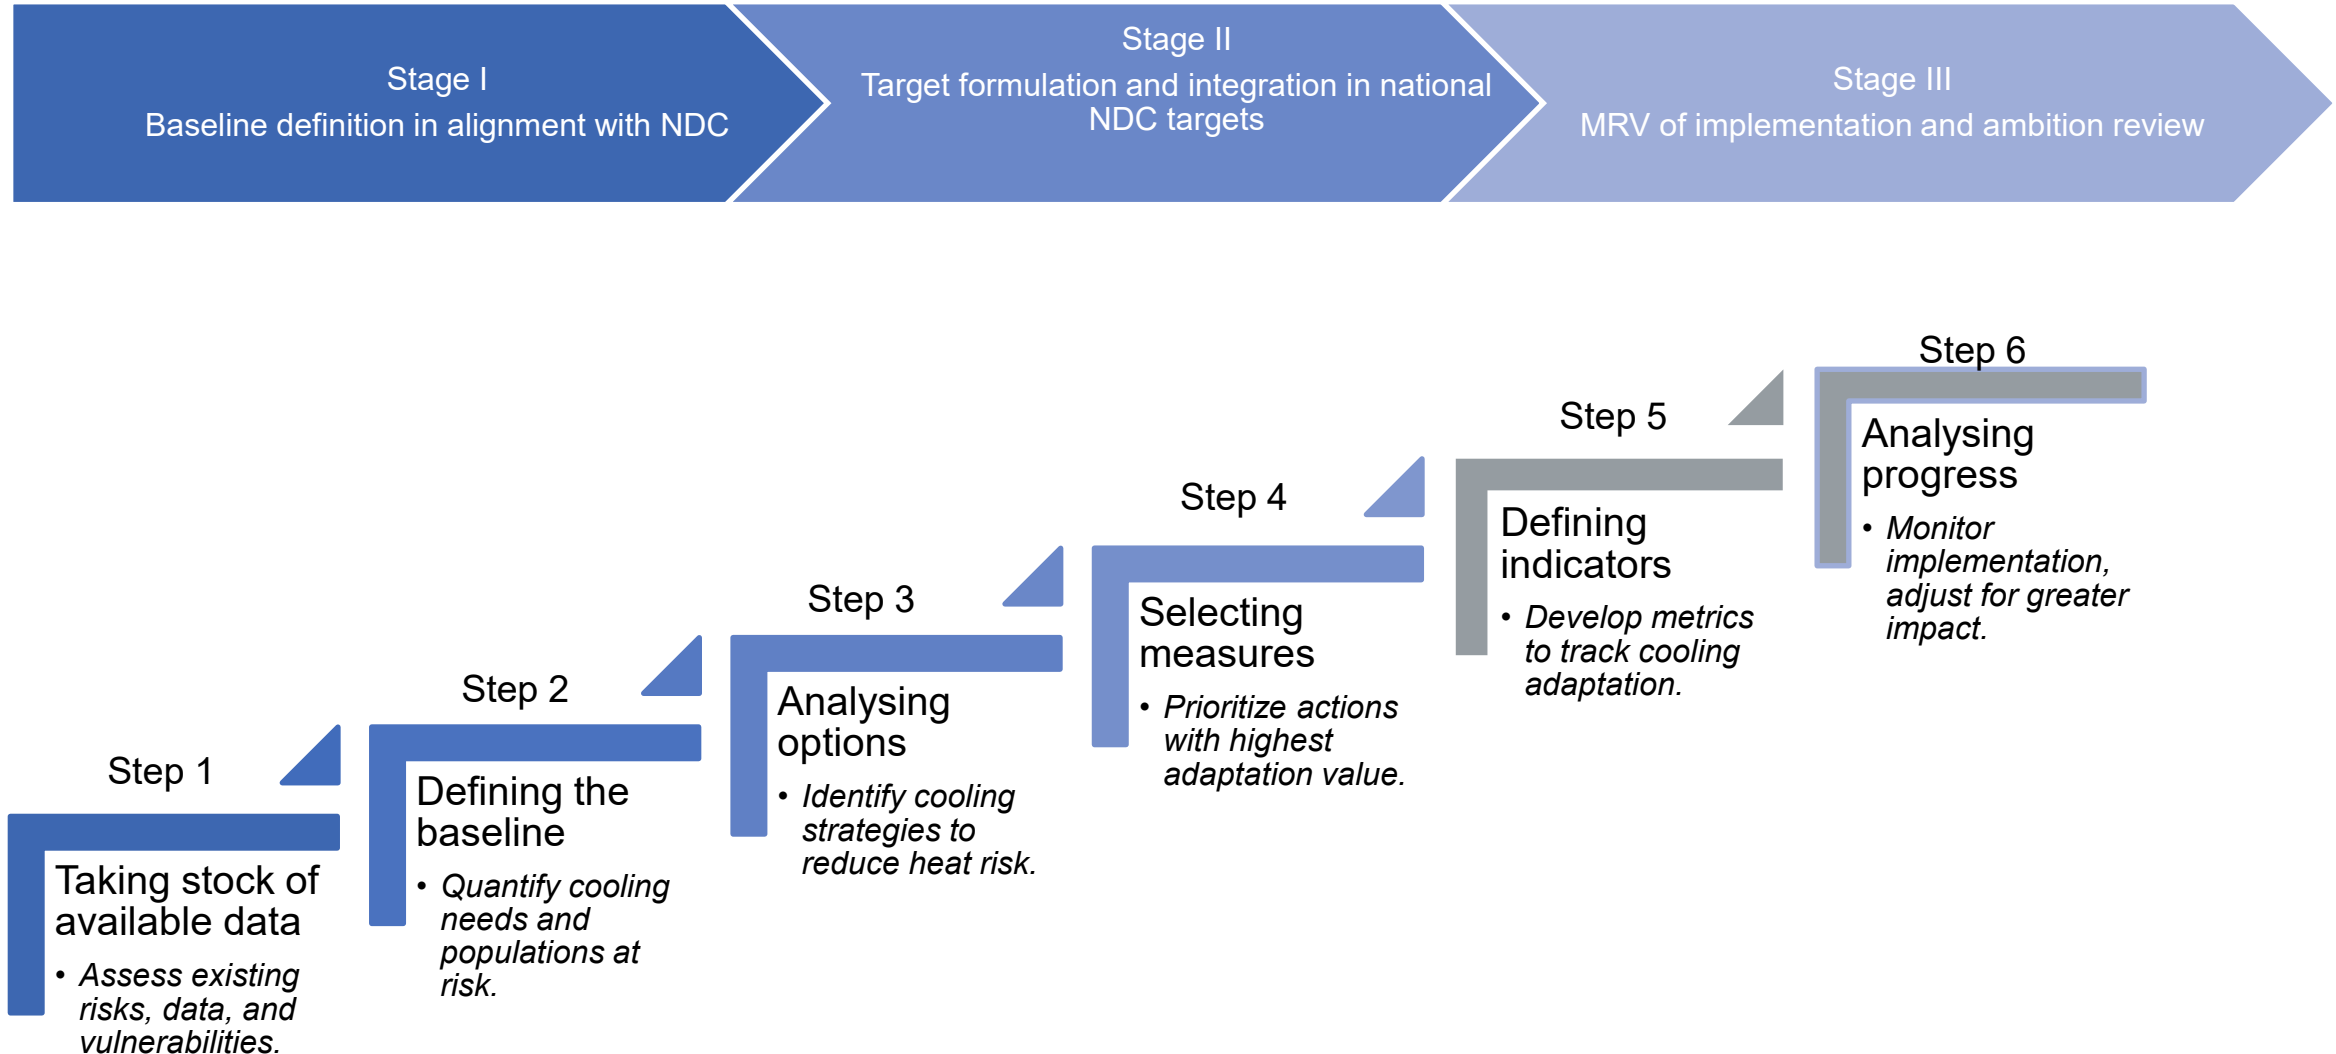 Stage I
Baseline definition in alignment with NDC
Stage II
Target formulation and integration in national
NDC targets
Stage III
MRV of implementation and ambition review
Step 1
Taking stock of
available data
• Assess existing
risks, data, and
vulnerabilities.
Step 2
Defining the
baseline
• Quantify cooling
needs and
populations at
risk.
Step 3
Analysing
options
• Identify cooling
strategies to
reduce heat risk.
Step 4
Selecting
measures
• Prioritize actions
with highest
adaptation value.
Step 5
Defining
indicators
• Develop metrics
to track cooling
adaptation.
Step 6
Analysing
progress
• Monitor
implementation,
adjust for greater
impact.